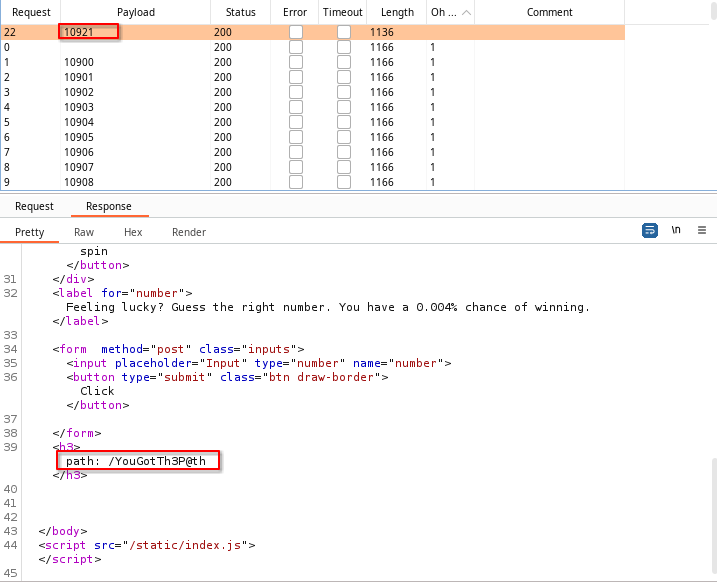 Request Payload Status Error Timeout Length Oh ... Comment
22 10921 200 1136
0 200 1166 1
1 10900 200 1166 1
2 10901 200 1166 1
3 10902 200 1166 1
4 10903 200 1166 1
5 10904 200 1166 1
6 10905 200 1166 1
7 10906 200 1166 1
8 10907 200 1166 1
9 10908 200 1166 1
Request Response
Pretty Raw Hex Render \n
spin
</button>
31 </div>
32 <label for="number">
Feeling lucky? Guess the right number. You have a 0.004% chance of winning.
</label>
33
34 <form method="post" class="inputs">
35 <input placeholder="Input" type="number" name="number">
36 <button type="submit" class="btn draw-border">
Click
</button>
37
38 </form>
39 <h3>
path: /YouGotTh3P@th
</h3>
40
41
42
43 </body>
44 <script src="/static/index.js">
</script>
45